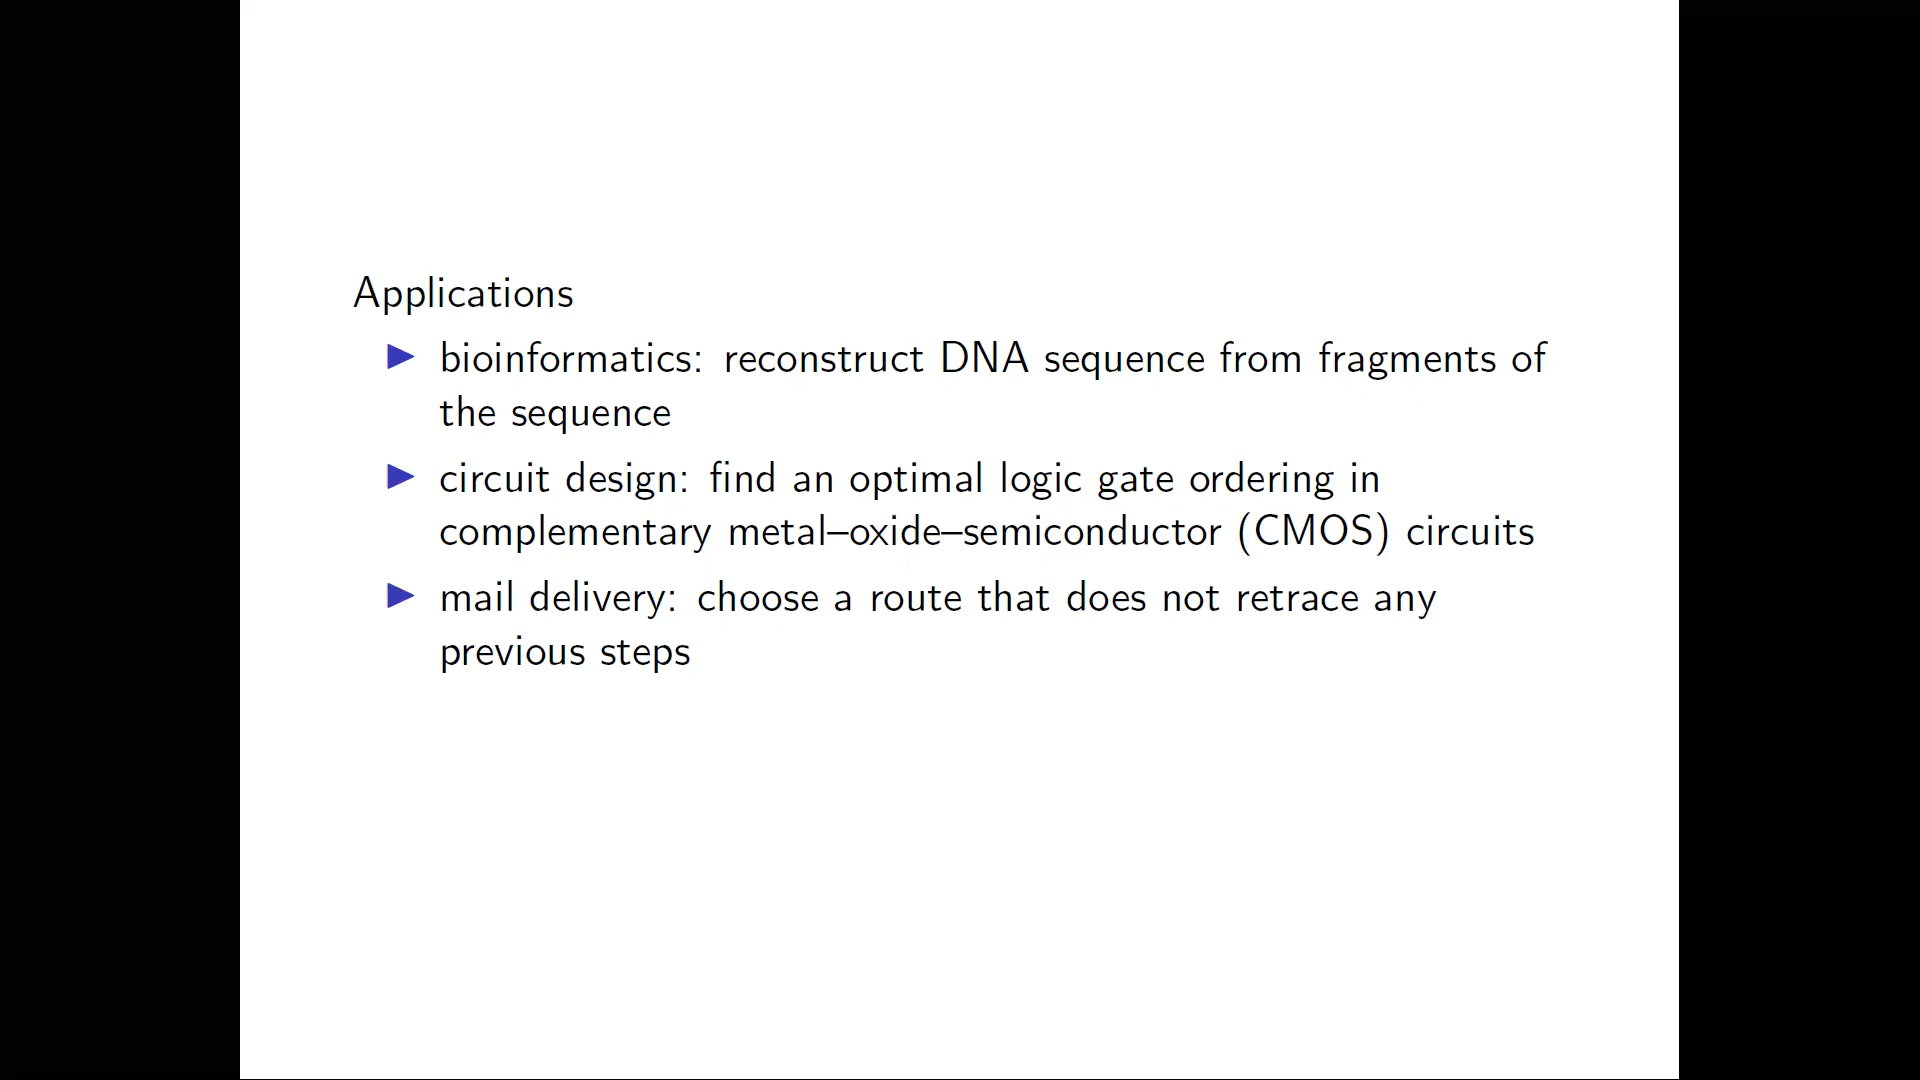 Applications
bioinformatics: reconstruct DNA sequence from fragments of
the sequence
circuit design: find an optimal logic gate ordering in
complementary metal–oxide–semiconductor (CMOS) circuits
mail delivery: choose a route that does not retrace any
previous steps